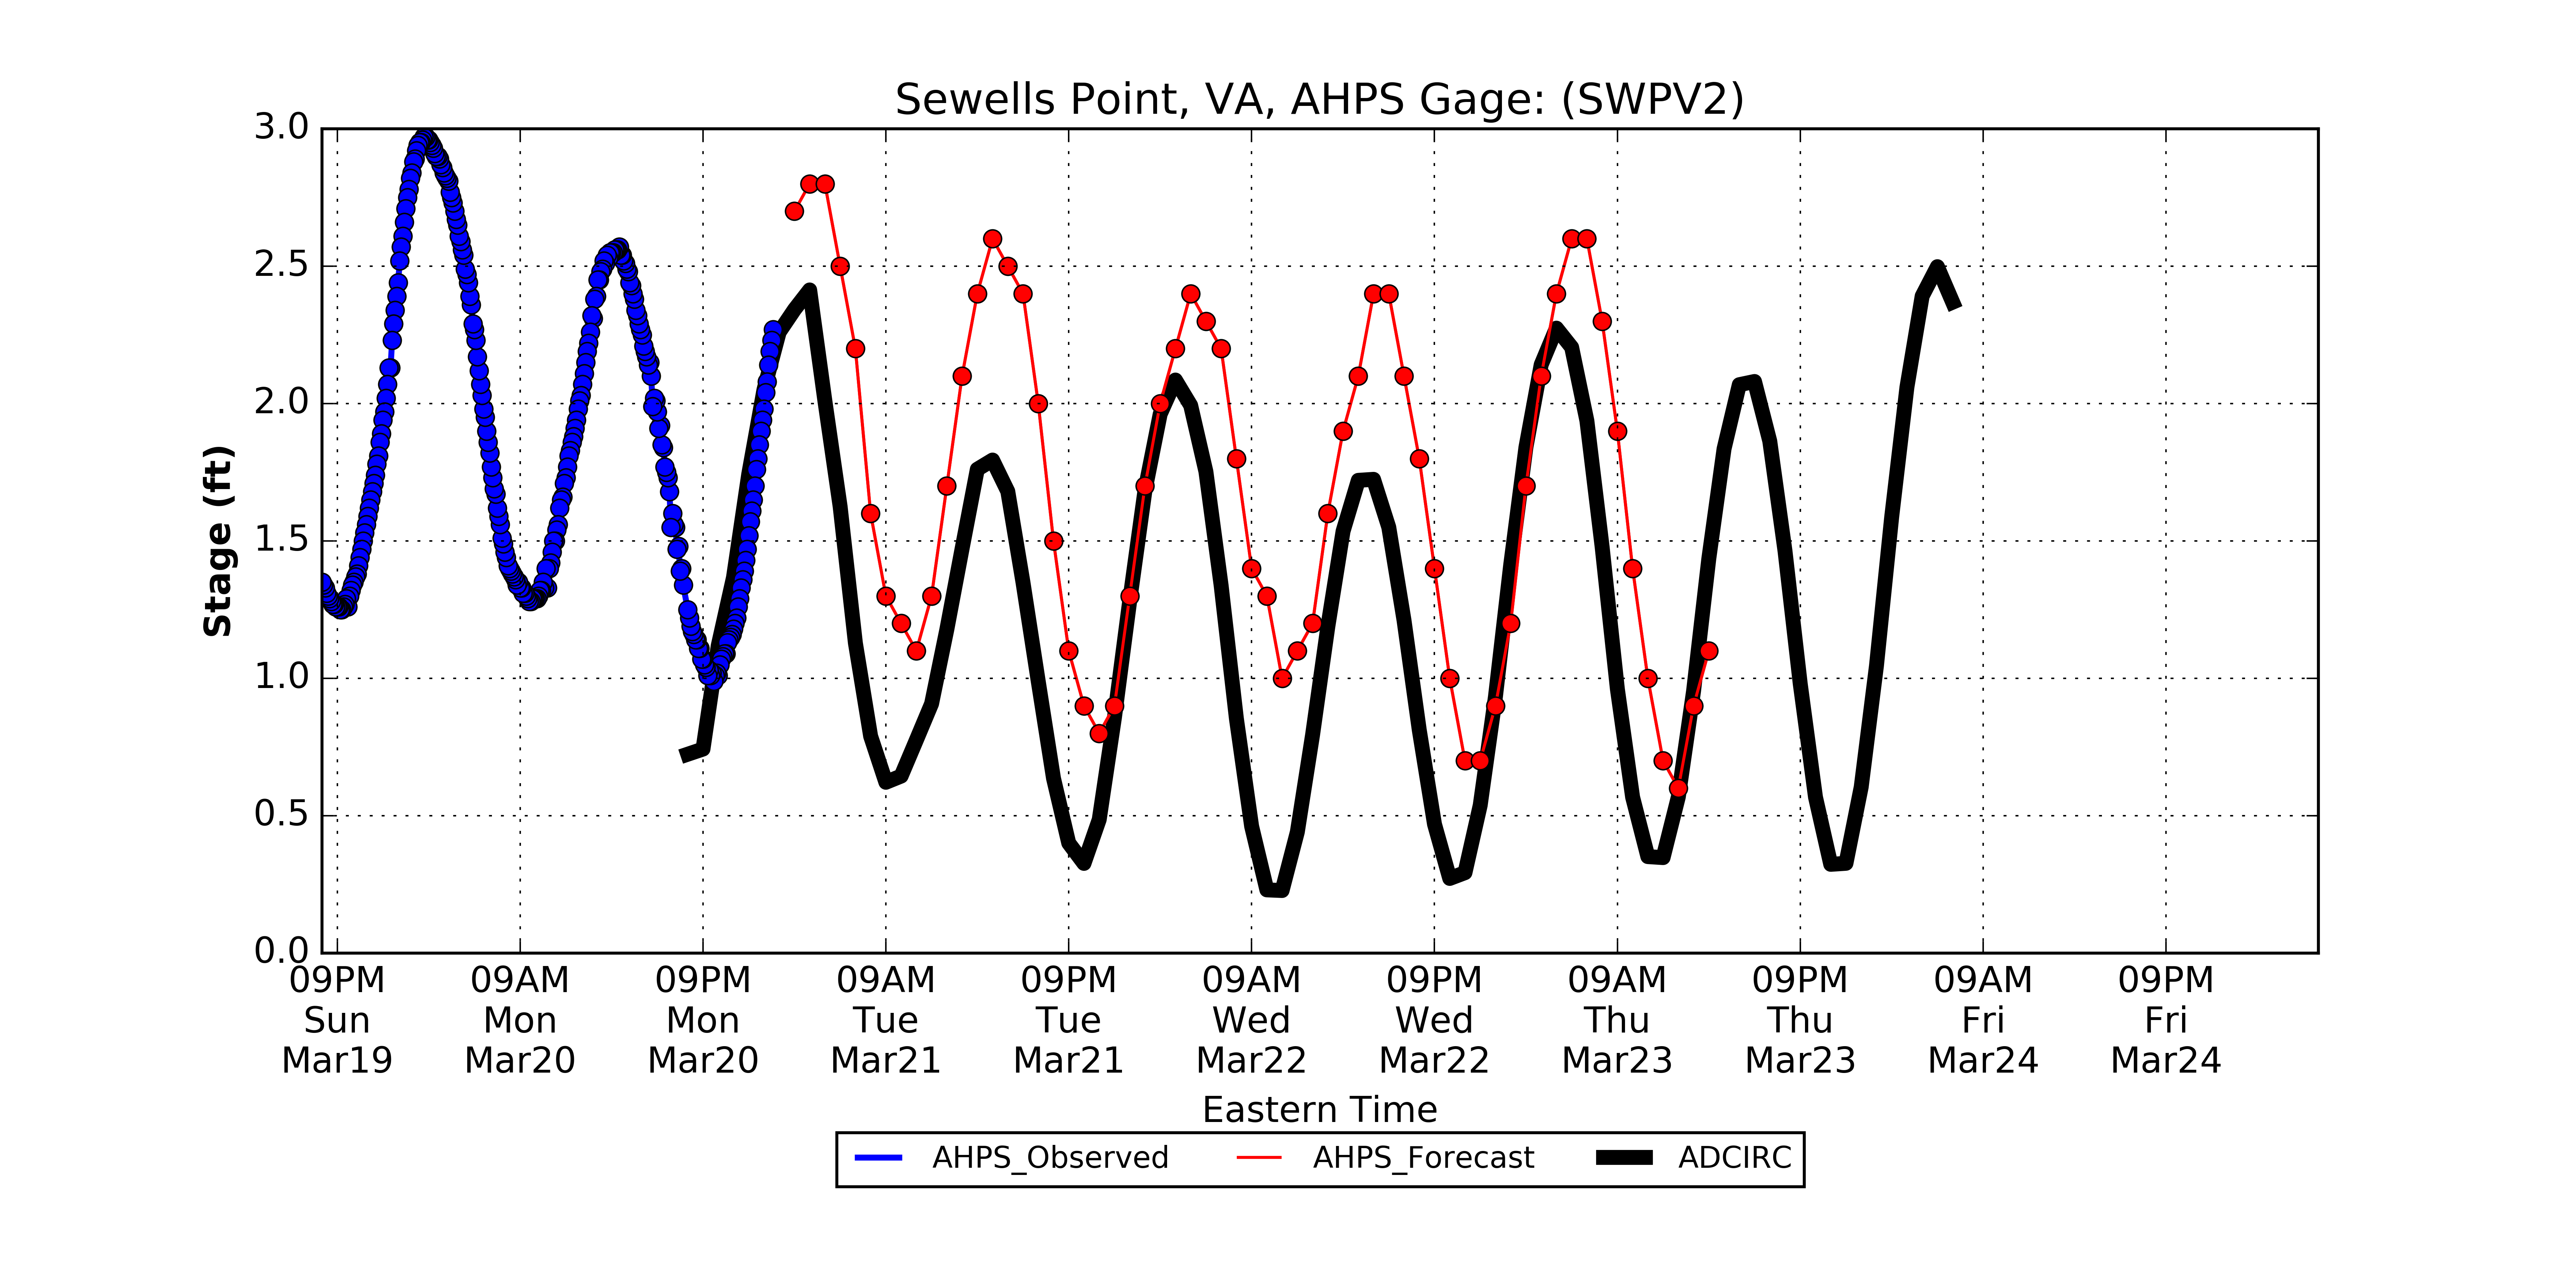 Sewells Point, VA, AHPS Gage: (SWPV2)
3.0
2.5
2.0
1.5
1.0
0.5
0.0
Stage (ft)
09PM 09AM 09PM 09AM 09PM 09AM 09PM 09AM 09PM 09AM 09PM
Sun Mon Mon Tue Tue Wed Wed Thu Thu Fri Fri
Mar19 Mar20 Mar20 Mar21 Mar21 Mar22 Mar22 Mar23 Mar23 Mar24 Mar24
Eastern Time
AHPS_Observed AHPS_Forecast ADCIRC